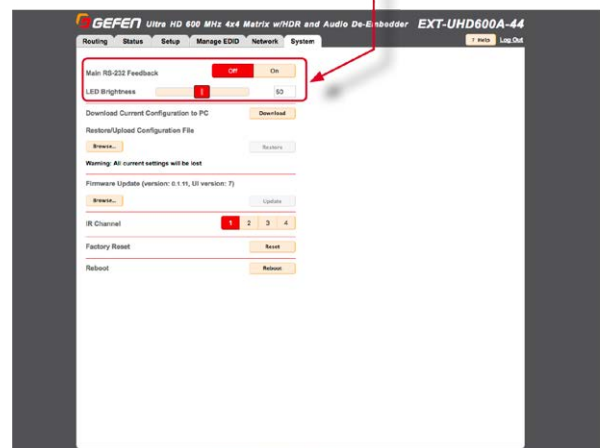 GEFEN Ultra HD 600 MHz 4x4 Matrix w/HDR and Audio De-Embedder EXT-UHD600A-44
Routing Status Setup Manage EDID Network System ? Help Log Out
Main RS-232 Feedback Off On
LED Brightness
Download Current Configuration to PC Download
Restore/Upload Configuration File
Browse... Restore
Warning: All current settings will be lost
Firmware Update (version: 0.1.11, UI version: 7)
Browse... Update
IR Channel 1 2 3 4
Factory Reset Reset
Reboot Reboot